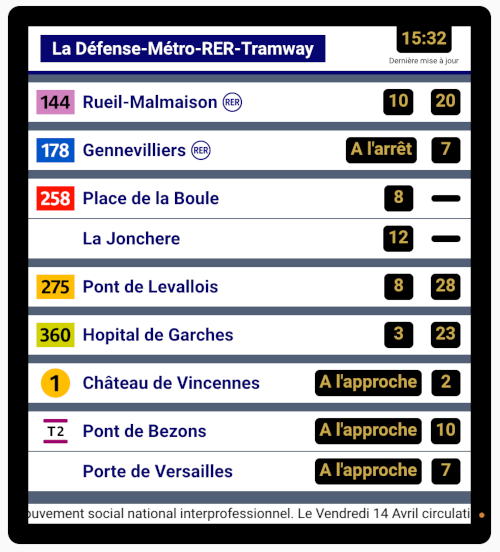 La Défense-Métro-RER-Tramway 15:32
Dernière mise à jour
144 Rueil-Malmaison RER 10 20
178 Gennevilliers RER A l'arrêt 7
258 Place de la Boule 8 —
La Jonchere 12 —
275 Pont de Levallois 8 28
360 Hopital de Garches 3 23
1 Château de Vincennes A l'approche 2
T2 Pont de Bezons A l'approche 10
Porte de Versailles A l'approche 7
ouvement social national interprofessionnel. Le Vendredi 14 Avril circulati